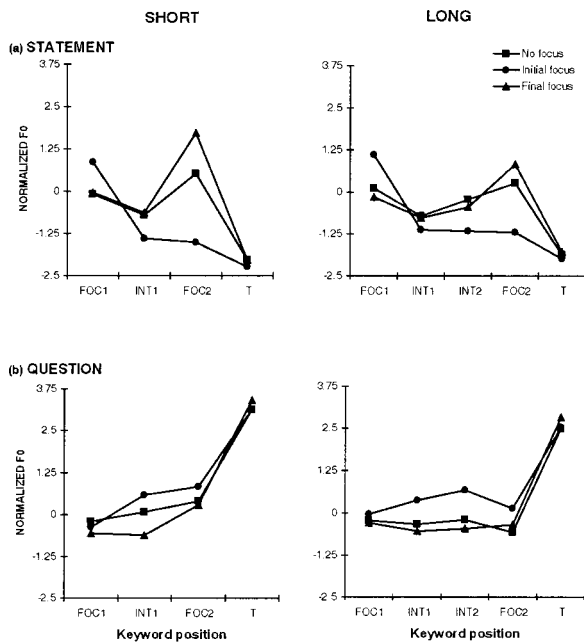 SHORT LONG
(a) STATEMENT
No focus
Initial focus
Final focus
NORMALIZED F0
3.75 3.75
2.5 2.5
1.25 1.25
0 0
-1.25 -1.25
-2.5 -2.5
FOC1 INT1 FOC2 T FOC1 INT1 INT2 FOC2 T
(b) QUESTION
NORMALIZED F0
3.75 3.75
2.5 2.5
1.25 1.25
0 0
-1.25 -1.25
-2.5 -2.5
FOC1 INT1 FOC2 T FOC1 INT1 INT2 FOC2 T
Keyword position Keyword position